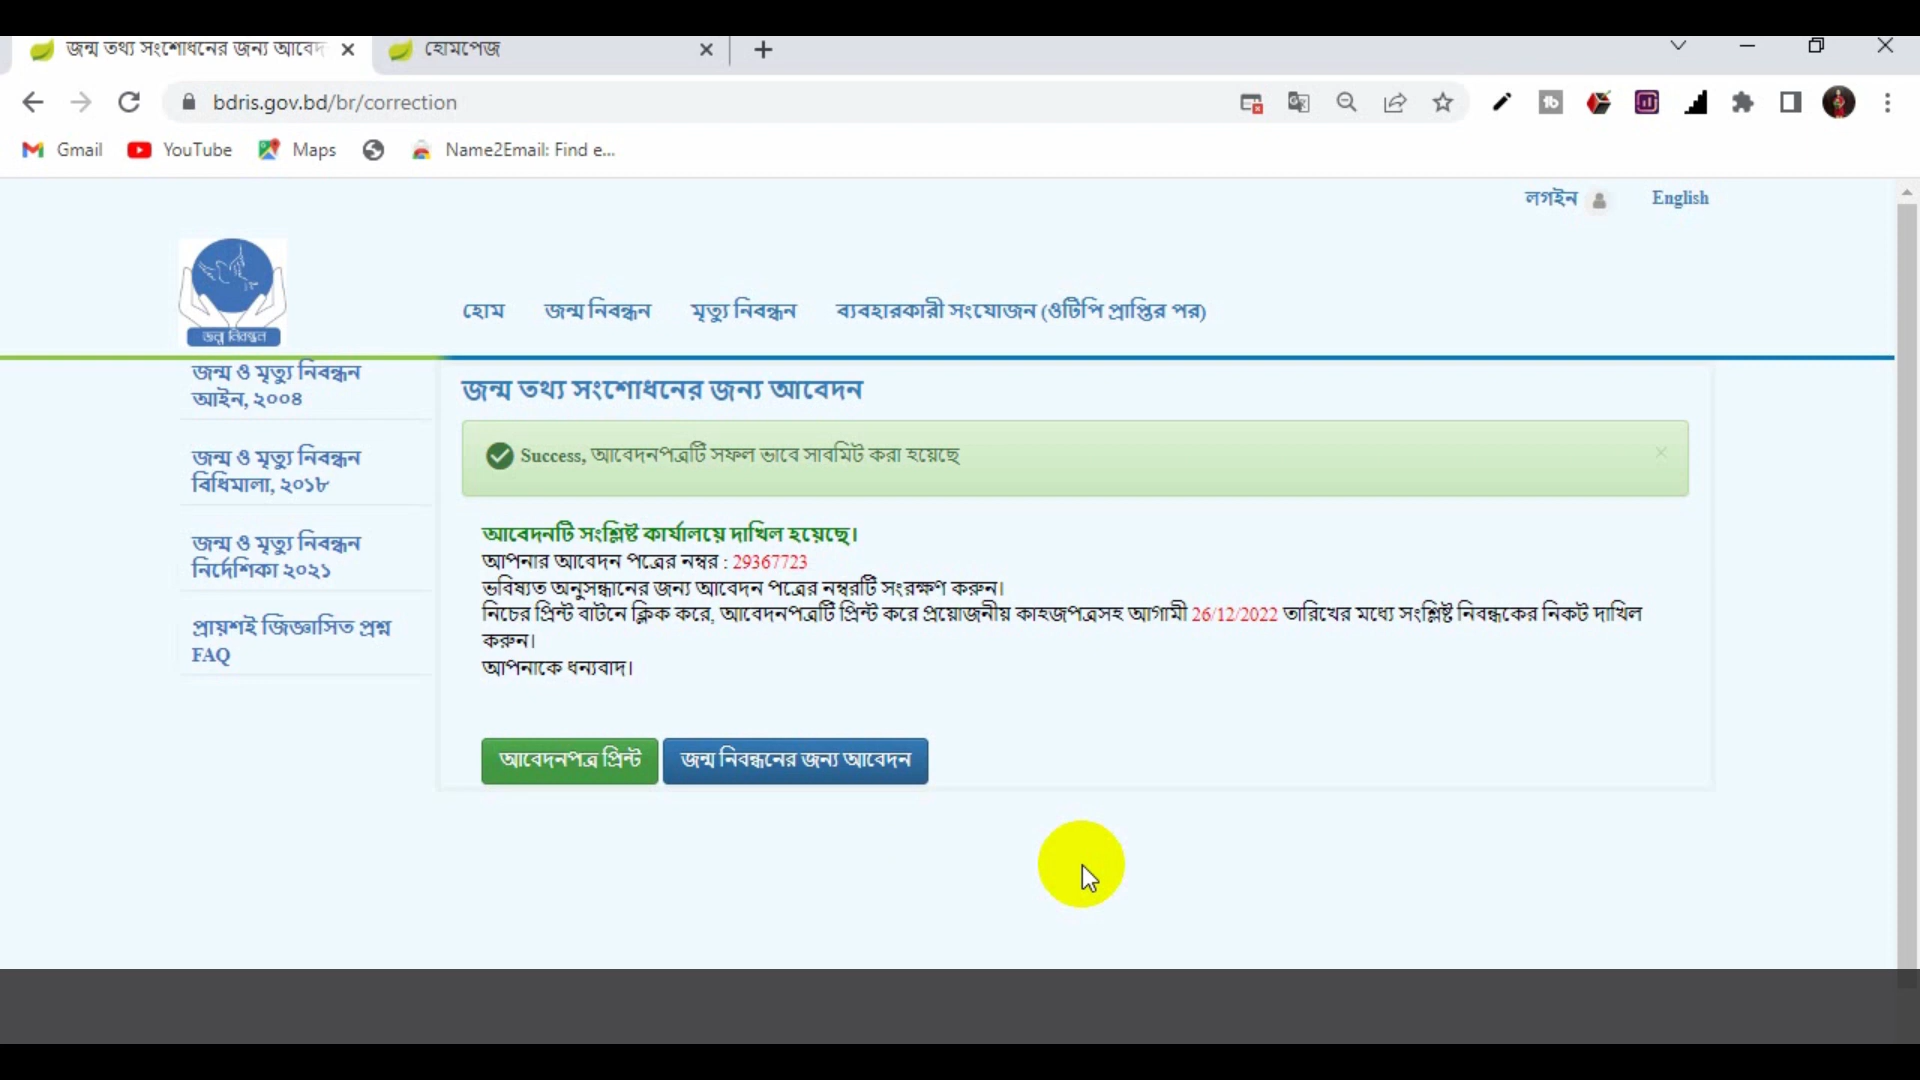 জন্ম তথ্য সংশোধনের জন্য আবেদ
হোমপেজ
bdris.gov.bd/br/correction
Gmail
YouTube
Maps
Name2Email: Find e...
লগইন
English
জন্ম নিবন্ধন
হোম
জন্ম নিবন্ধন
মৃত্যু নিবন্ধন
ব্যবহারকারী সংযোজন (ওটিপি প্রাপ্তির পর)
জন্ম ও মৃত্যু নিবন্ধন
আইন, ২০০৪
জন্ম ও মৃত্যু নিবন্ধন
বিধিমালা, ২০১৮
জন্ম ও মৃত্যু নিবন্ধন
নির্দেশিকা ২০২১
প্রায়শই জিজ্ঞাসিত প্রশ্ন
FAQ
জন্ম তথ্য সংশোধনের জন্য আবেদন
Success, আবেদনপত্রটি সফল ভাবে সাবমিট করা হয়েছে
আবেদনটি সংশ্লিষ্ট কার্যালয়ে দাখিল হয়েছে।
আপনার আবেদন পত্রের নম্বর : 29367723
ভবিষ্যত অনুসন্ধানের জন্য আবেদন পত্রের নম্বরটি সংরক্ষণ করুন।
নিচের প্রিন্ট বাটনে ক্লিক করে, আবেদনপত্রটি প্রিন্ট করে প্রয়োজনীয় কাহজপত্রসহ আগামী 26/12/2022 তারিখের মধ্যে সংশ্লিষ্ট নিবন্ধকের নিকট দাখিল
করুন।
আপনাকে ধন্যবাদ।
আবেদনপত্র প্রিন্ট
জন্ম নিবন্ধনের জন্য আবেদন